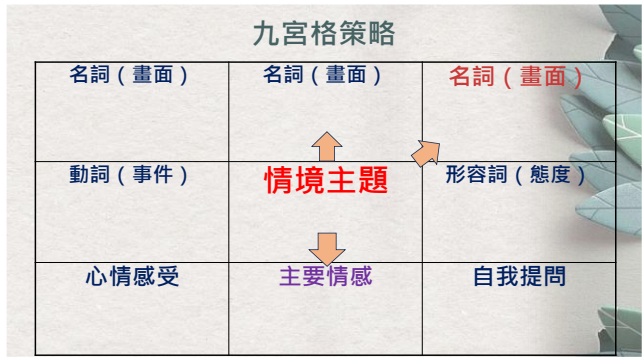 九宮格策略
名詞（畫面）
名詞（畫面）
名詞（畫面）
動詞（事件）
情境主題
形容詞（態度）
心情感受
主要情感
自我提問